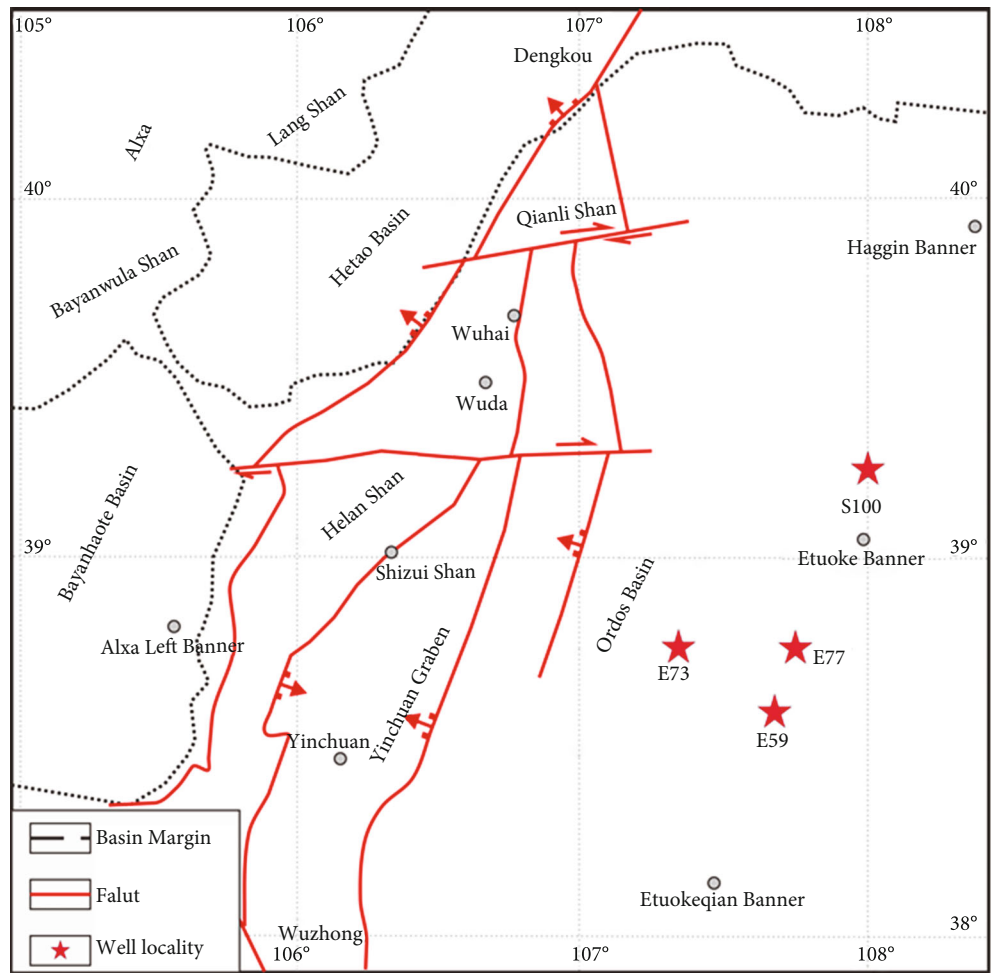 105°
106°
107°
108°
Dengkou
Lang Shan
Alxa
40°
40°
Qianli Shan
Hetao Basin
Haggin Banner
Bayanwula Shan
Wuhai
Wuda
Helan Shan
S100
Bayanhaote Basin
39°
39°
Etuoke Banner
Shizui Shan
Ordos Basin
Alxa Left Banner
E73
E77
Yinchuan Graben
E59
Yinchuan
Basin Margin
Falut
Etuokeqian Banner
Well locality
Wuzhong
38°
106°
107°
108°